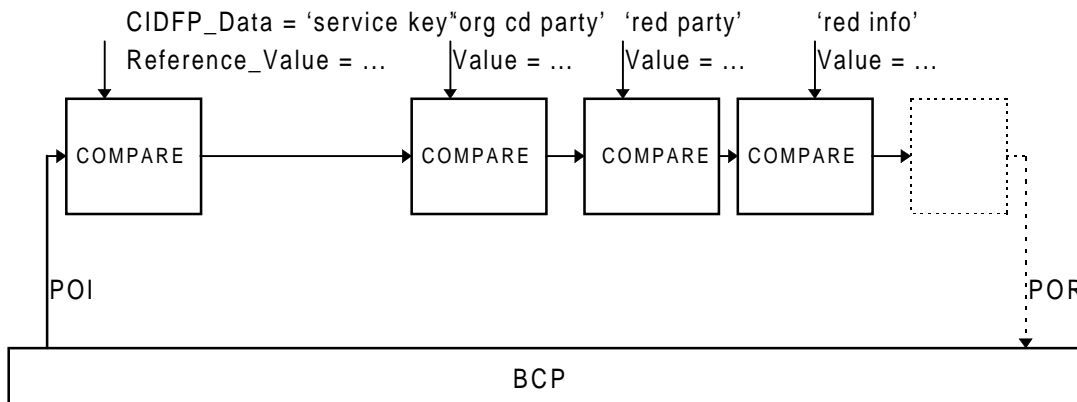 CIDFP_Data = ‘service key’ ‘org cd party’ ‘red party’ ‘red info’
Reference_Value = ... Value = ... Value = ... Value = ...
COMPARE COMPARE COMPARE COMPARE
POI POR
BCP